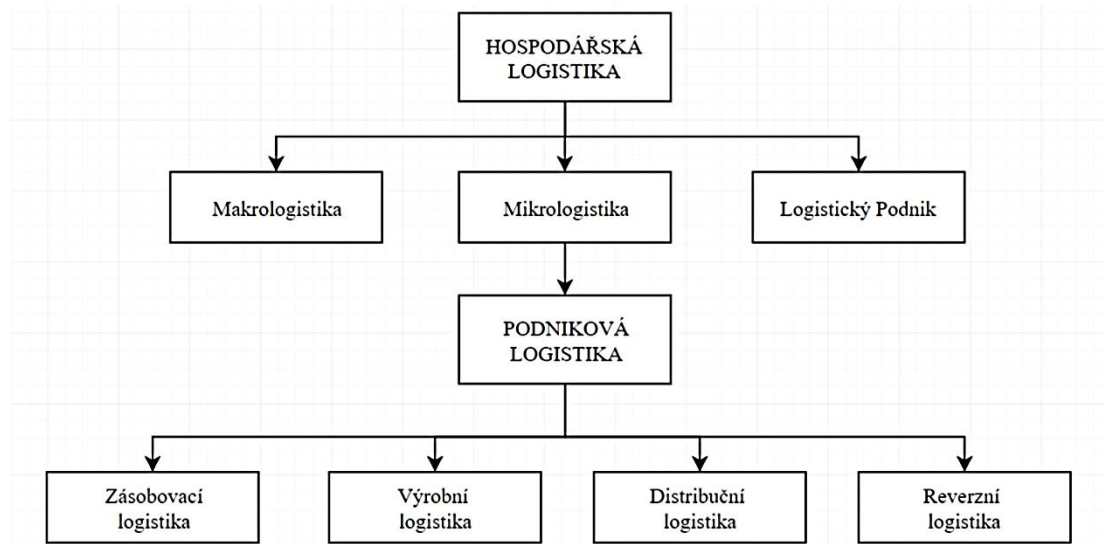 HOSPODÁŘSKÁ
LOGISTIKA
Makrologistika
Mikrologistika
Logistický Podnik
PODNIKOVÁ
LOGISTIKA
Zásobovací
logistika
Výrobní
logistika
Distribuční
logistika
Reverzní
logistika